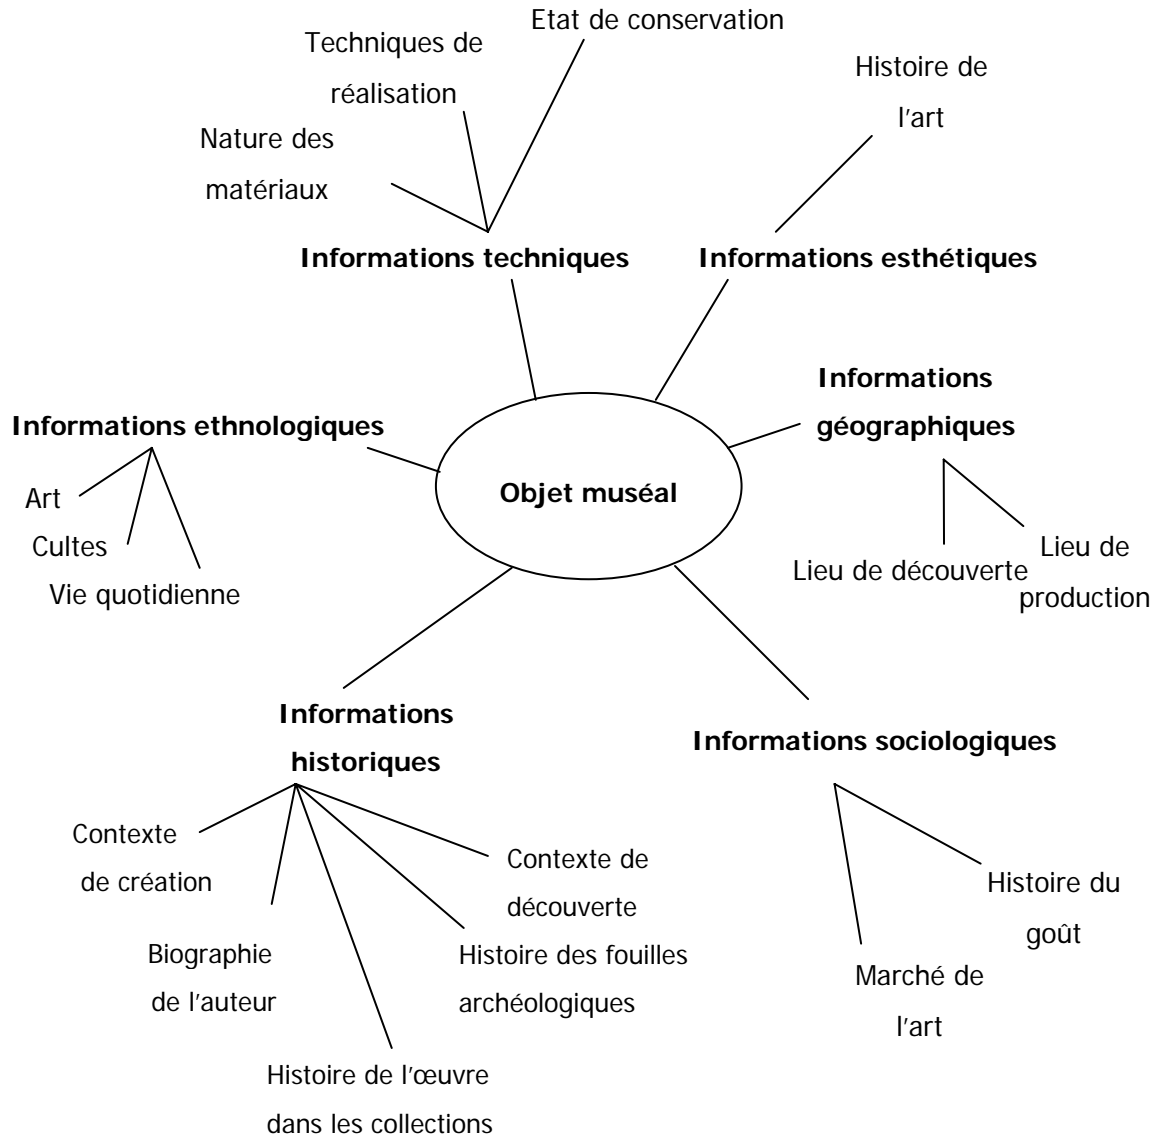 Etat de conservation
Techniques de
réalisation
Histoire de
l'art
Nature des
matériaux
Informations techniques
Informations esthétiques
Informations
géographiques
Informations ethnologiques
Objet muséal
Art
Cultes
Vie quotidienne
Lieu de découverte
Lieu de
production
Informations
historiques
Informations sociologiques
Contexte
de création
Biographie
de l'auteur
Histoire de l'œuvre
dans les collections
Histoire des fouilles
archéologiques
Contexte de
découverte
Histoire du
goût
Marché de
l'art